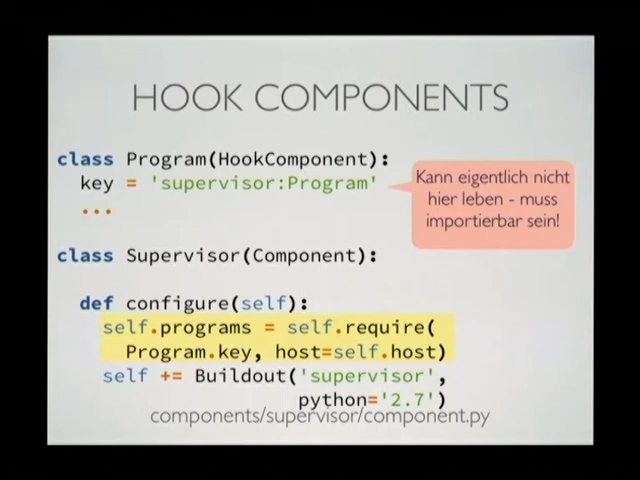 HOOK COMPONENTS
class Program(HookComponent):
key = 'supervisor:Program'
...
Kann eigentlich nicht
hier leben - muss
importierbar sein!
class Supervisor(Component):
def configure(self):
self.programs = self.require(
Program.key, host=self.host)
self += Buildout('supervisor',
python='2.7')
components/supervisor/component.py